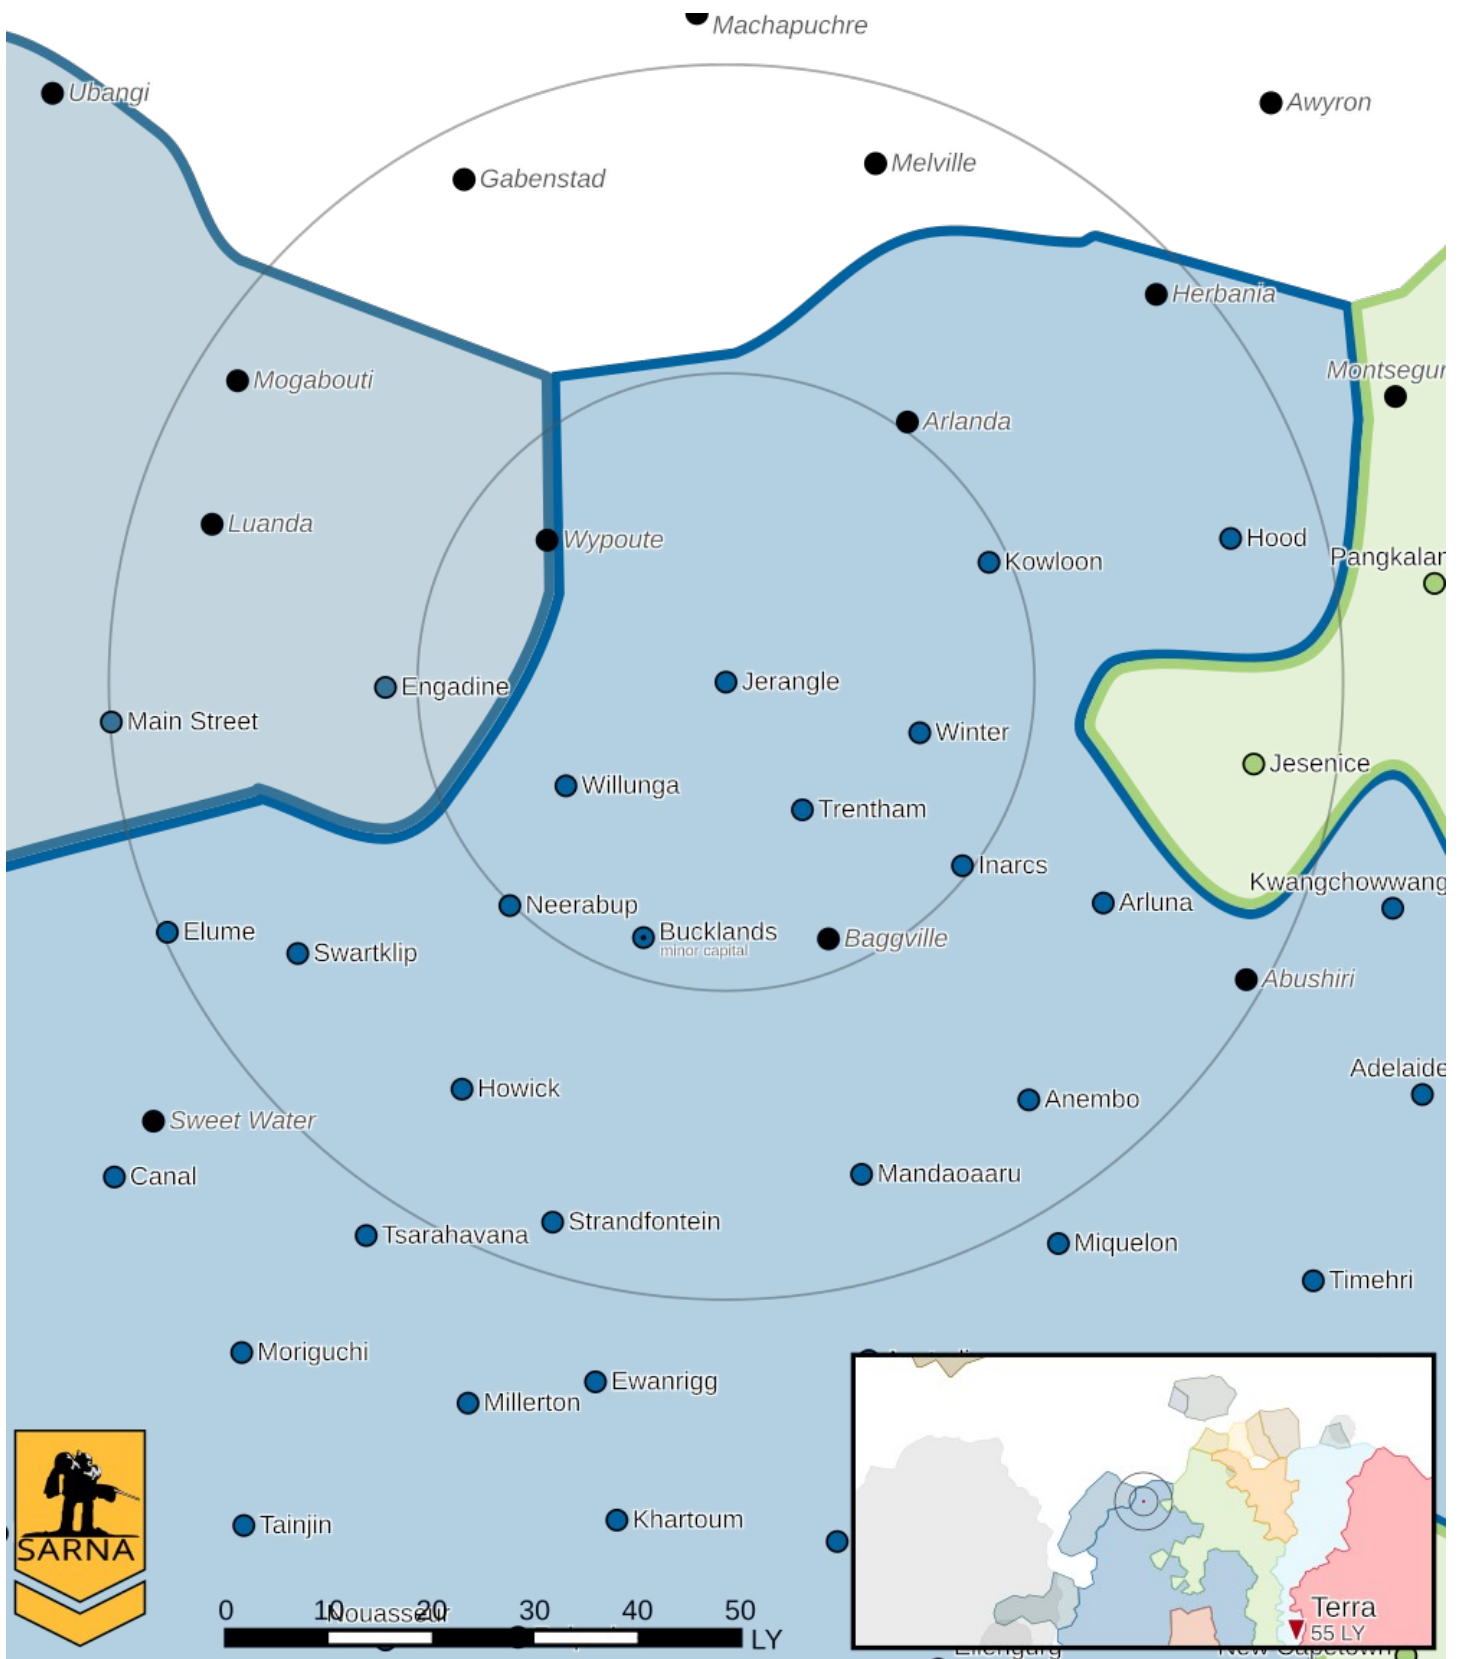 Machapuchre
Ubangi
Awyron
Melville
Gabenstad
Herbania
Montsegur
Mogabouti
Arlanda
Luanda
Wypoute
Hood
Pangkalan
Kowloon
Jerangle
Engadine
Main Street
Winter
Jesenice
Willunga
Trentham
Inarcs
Kwangchowwang
Arluna
Neerabup
Elume
Bucklands
minor capital
Baggville
Swartklip
Abushiri
Adelaide
Howick
Anembo
Sweet Water
Mandaoaaru
Canal
Strandfontein
Tsarahavana
Miquelon
Timehri
Moriguchi
Ewanrigg
Millerton
Khartoum
Tainjin
SARNA
Terra
55 LY
0 10 20 30 40 50
Nouasseur
LY